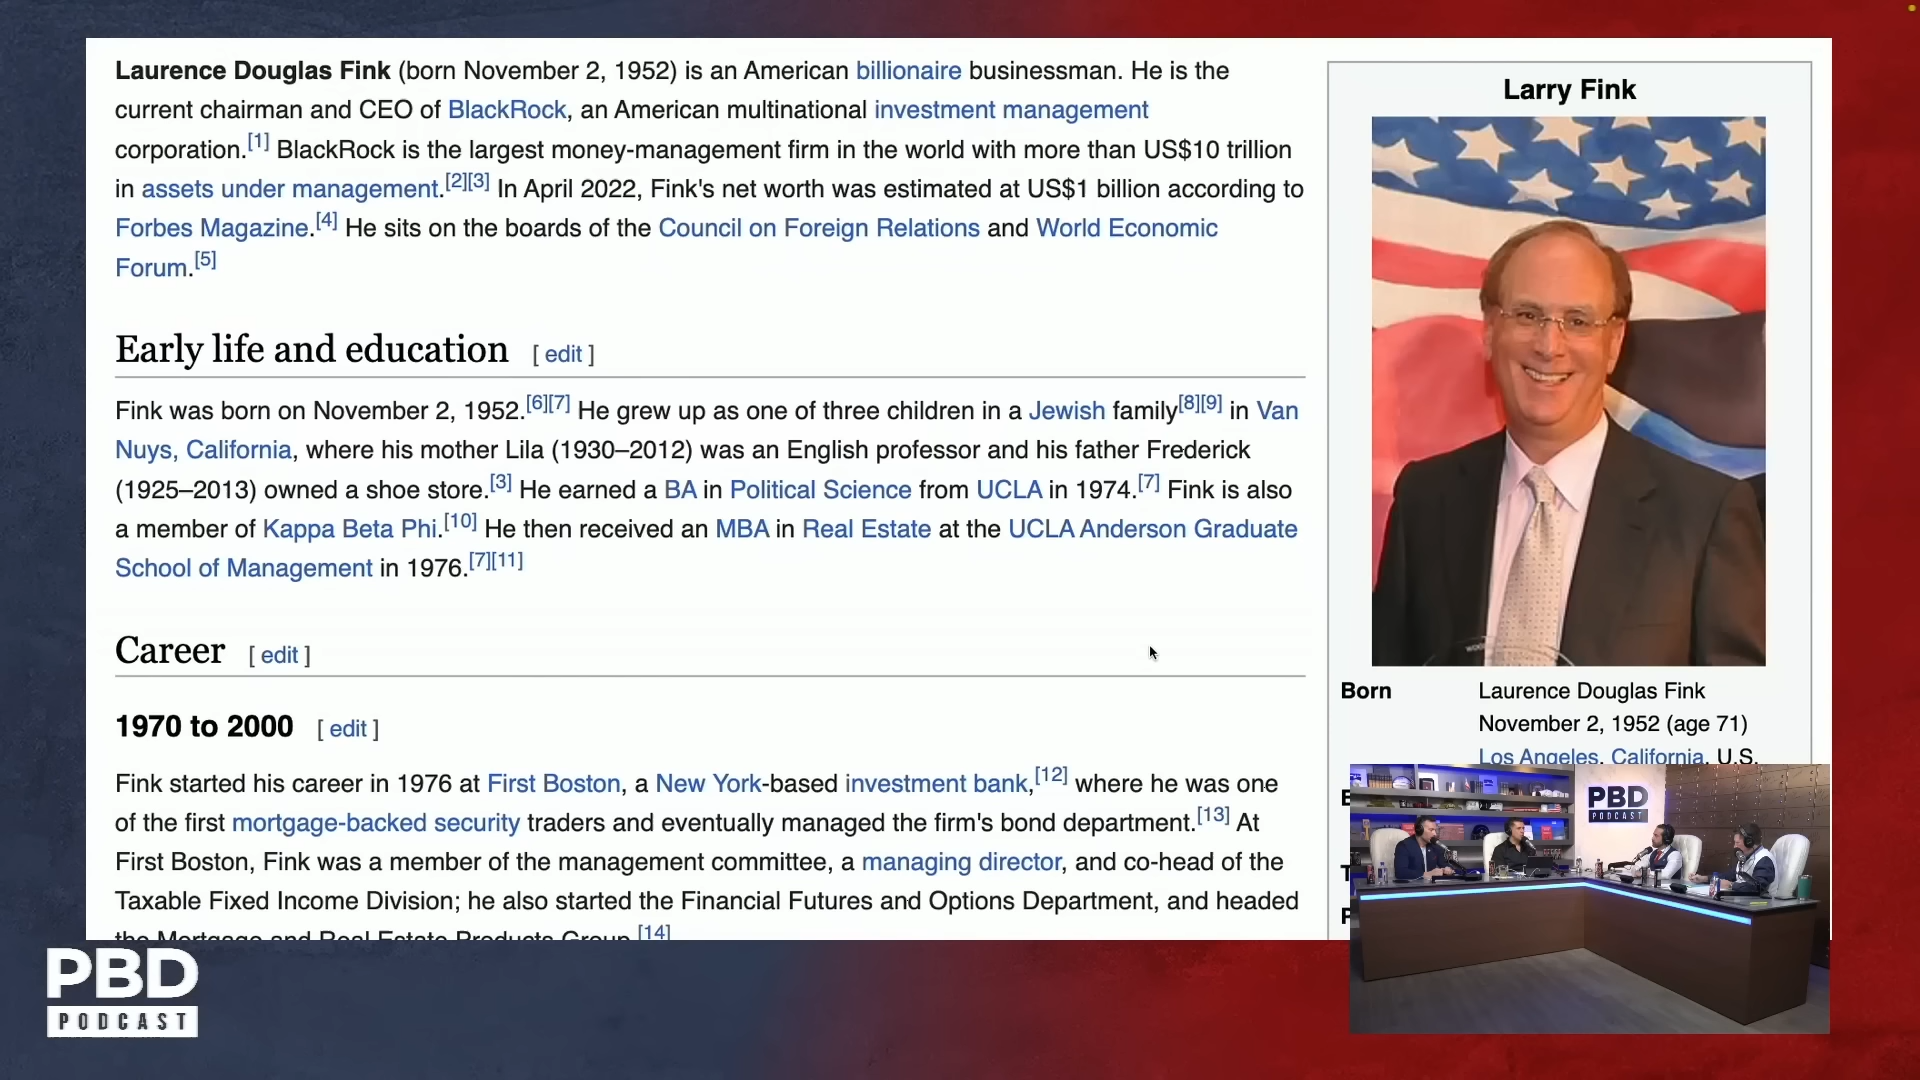 Laurence Douglas Fink (born November 2, 1952) is an American billionaire businessman. He is the
current chairman and CEO of BlackRock, an American multinational investment management
corporation.[1] BlackRock is the largest money-management firm in the world with more than US$10 trillion
in assets under management.[2][3] In April 2022, Fink's net worth was estimated at US$1 billion according to
Forbes Magazine.[4] He sits on the boards of the Council on Foreign Relations and World Economic
Forum.[5]
Early life and education [ edit ]
Fink was born on November 2, 1952.[6][7] He grew up as one of three children in a Jewish family[8][9] in Van
Nuys, California, where his mother Lila (1930–2012) was an English professor and his father Frederick
(1925–2013) owned a shoe store.[3] He earned a BA in Political Science from UCLA in 1974.[7] Fink is also
a member of Kappa Beta Phi.[10] He then received an MBA in Real Estate at the UCLA Anderson Graduate
School of Management in 1976.[7][11]
Career [ edit ]
1970 to 2000 [ edit ]
Fink started his career in 1976 at First Boston, a New York-based investment bank,[12] where he was one
of the first mortgage-backed security traders and eventually managed the firm's bond department.[13] At
First Boston, Fink was a member of the management committee, a managing director, and co-head of the
Taxable Fixed Income Division; he also started the Financial Futures and Options Department, and headed
the Mortgage and Real Estate Products Group.[14]
Larry Fink
Born Laurence Douglas Fink
November 2, 1952 (age 71)
Los Angeles, California, U.S.
PBD
PODCAST
PBD
PODCAST